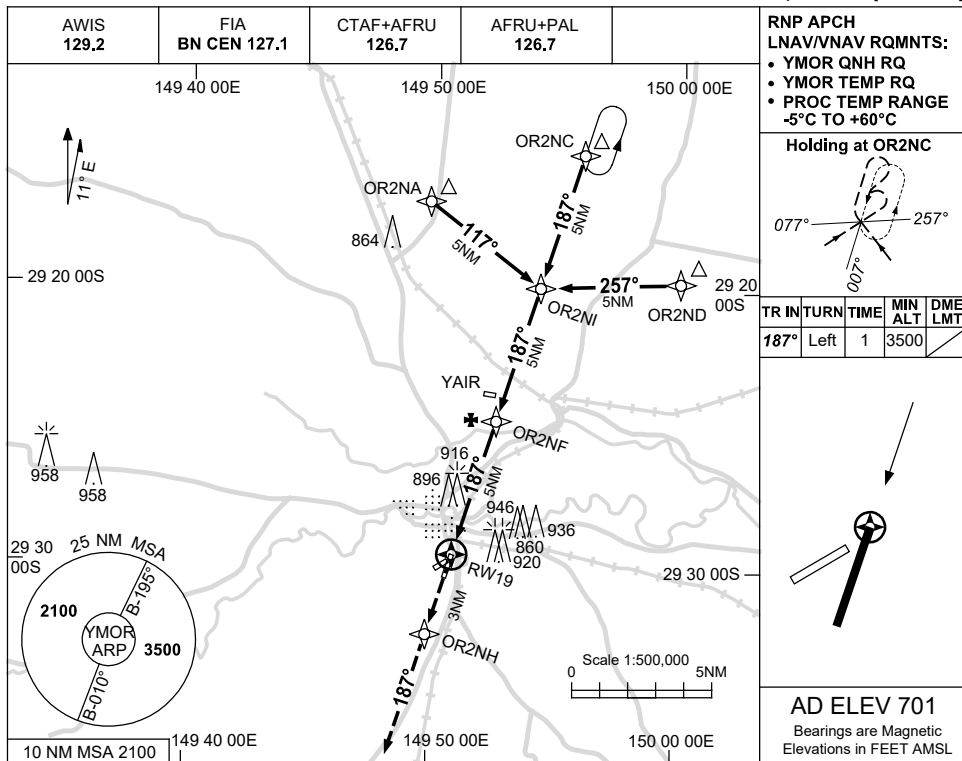 AWIS
129.2
FIA
BN CEN 127.1
CTAF+AFRU
126.7
AFRU+PAL
126.7
RNP APCH
LNAV/VNAV RQMNTS:
• YMOR QNH RQ
• YMOR TEMP RQ
• PROC TEMP RANGE
-5°C TO +60°C
149 40 00E
149 50 00E
150 00 00E
11° E
OR2NC
OR2NA
864
187°
5NM
117°
5NM
257°
5NM
29 20 00S
29 20
00S
OR2NI
OR2ND
187°
5NM
YAIR
OR2NF
916
896
187°
5NM
958
958
946
936
860
920
29 30
00S
RW19
29 30 00S
3NM
OR2NH
187°
25 NM MSA
2100
B-195°
YMOR
ARP
3500
B-010°
Scale 1:500,000
0
5NM
10 NM MSA 2100
149 40 00E
149 50 00E
150 00 00E
Holding at OR2NC
077°
257°
007°
TR IN TURN TIME MIN ALT DME LMT
187° Left 1 3500
AD ELEV 701
Bearings are Magnetic
Elevations in FEET AMSL